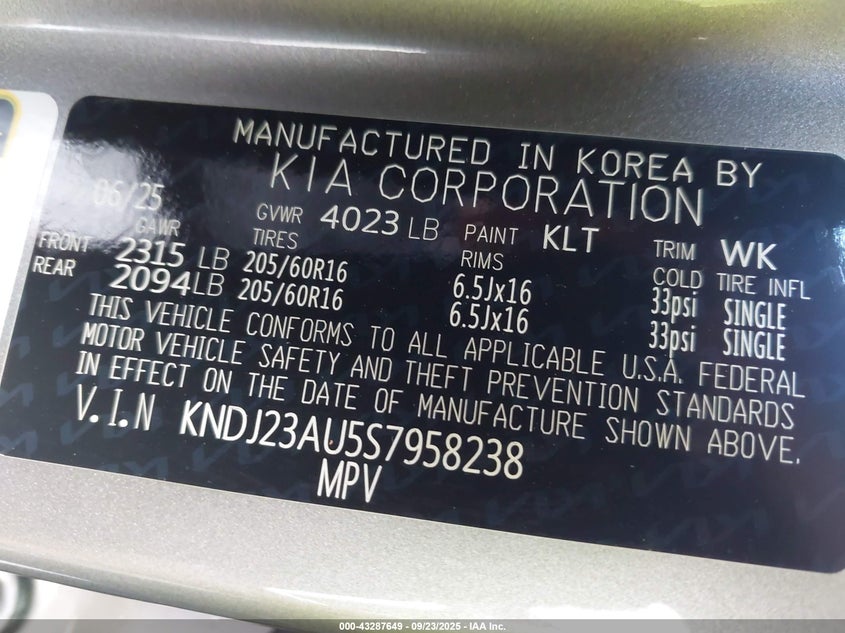 MANUFACTURED IN KOREA BY
KIA CORPORATION
06/25
GAWR GVWR 4023 LB PAINT KLT TRIM WK
FRONT 2315 LB TIRES 205/60R16 RIMS 6.5Jx16 COLD TIRE INFL 33psi SINGLE
REAR 2094 LB 205/60R16 6.5Jx16 33psi SINGLE
THIS VEHICLE CONFORMS TO ALL APPLICABLE U.S.A. FEDERAL
MOTOR VEHICLE SAFETY AND THEFT PREVENTION STANDARDS
IN EFFECT ON THE DATE OF MANUFACTURE SHOWN ABOVE.
V.I.N KNDJ23AU5S7958238
MPV
000-43287649 - 09/23/2025 - IAA Inc.